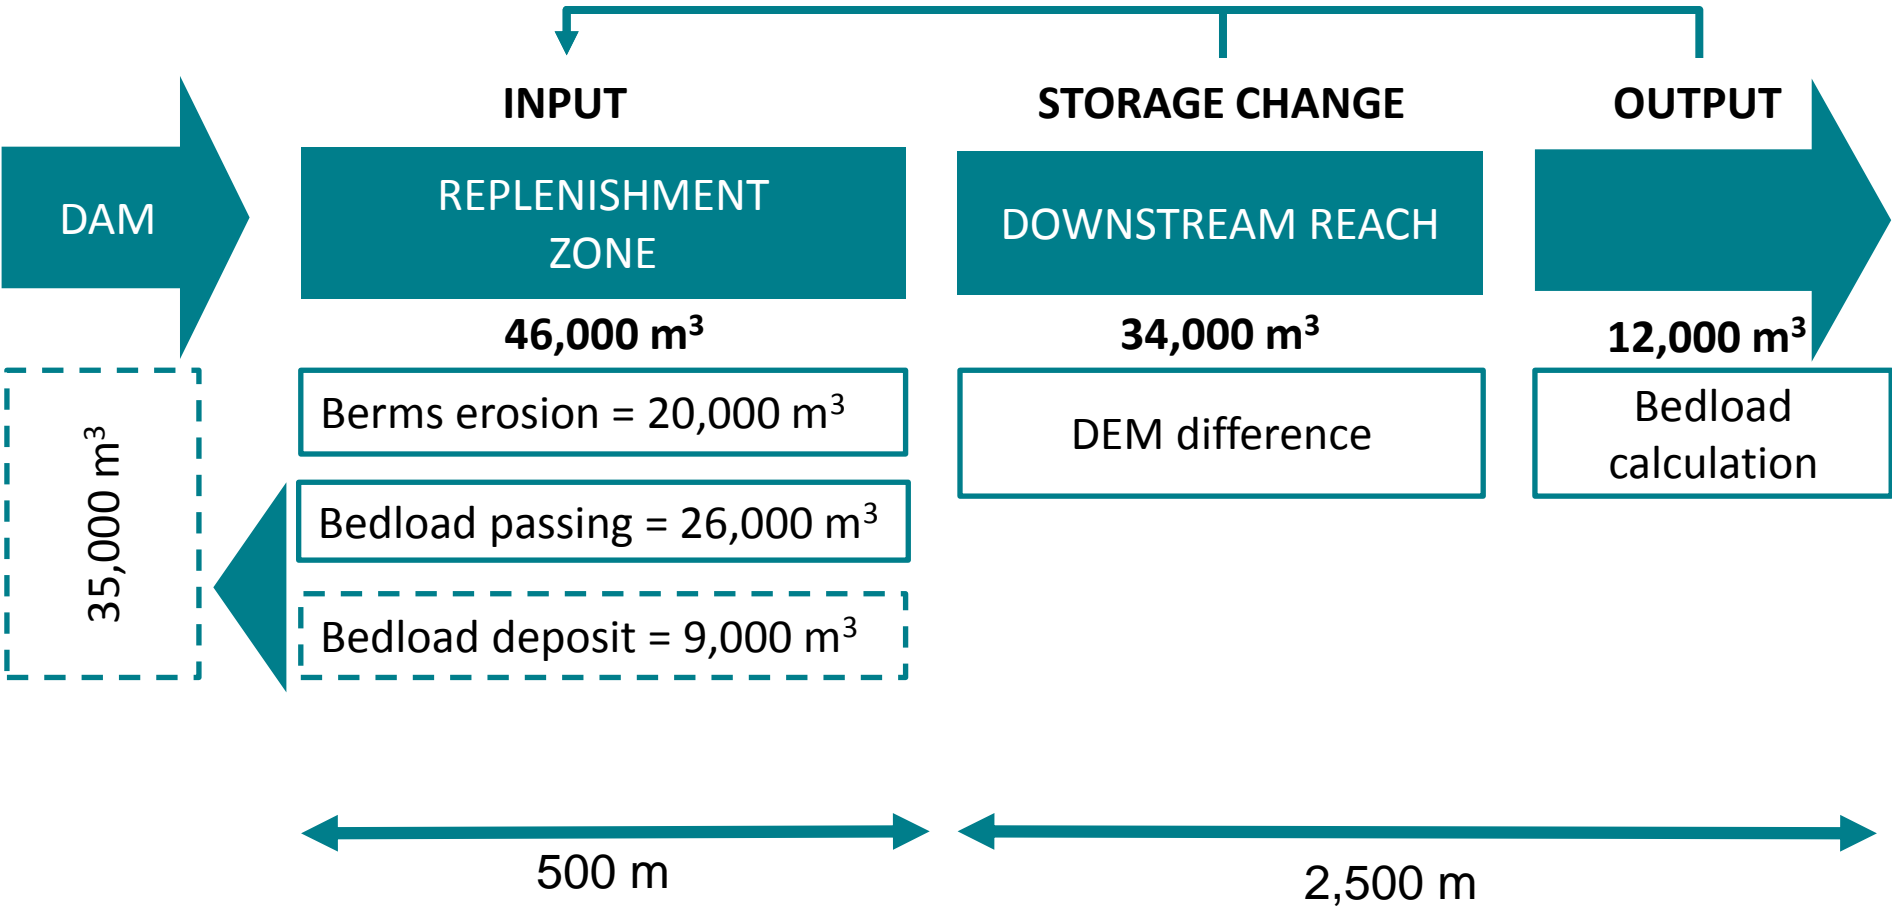 INPUT
STORAGE CHANGE
OUTPUT
DAM
REPLENISHMENT
ZONE
DOWNSTREAM REACH
46,000 m³
34,000 m³
12,000 m³
35,000 m³
Berms erosion = 20,000 m³
Bedload passing = 26,000 m³
Bedload deposit = 9,000 m³
DEM difference
Bedload
calculation
500 m
2,500 m